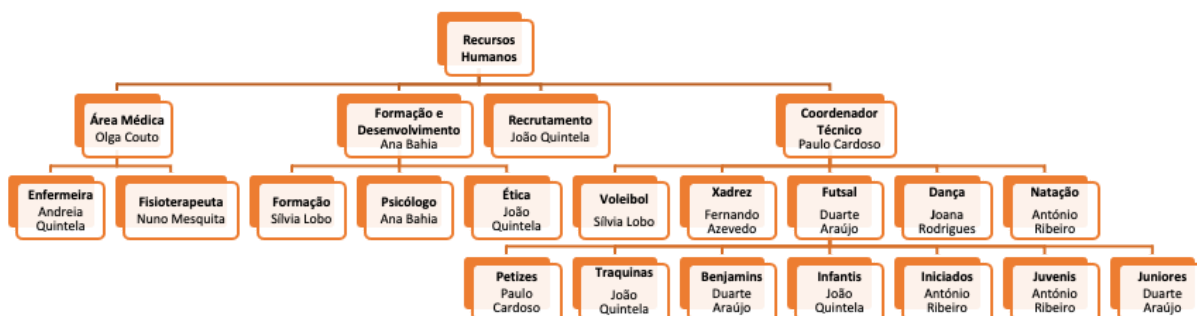 Recursos
Humanos
Área Médica
Olga Couto
Formação e
Desenvolvimento
Ana Bahia
Recrutamento
João Quintela
Coordenador
Técnico
Paulo Cardoso
Enfermeira
Andreia
Quintela
Fisioterapeuta
Nuno Mesquita
Formação
Sílvia Lobo
Psicólogo
Ana Bahia
Ética
João
Quintela
Voleibol
Sílvia Lobo
Xadrez
Fernando
Azevedo
Futsal
Duarte
Araújo
Dança
Joana
Rodrigues
Natação
António
Ribeiro
Petizes
Paulo
Cardoso
Traquinas
João
Quintela
Benjamins
Duarte
Araújo
Infantis
João
Quintela
Iniciados
António
Ribeiro
Juvenis
António
Ribeiro
Juniores
Duarte
Araújo